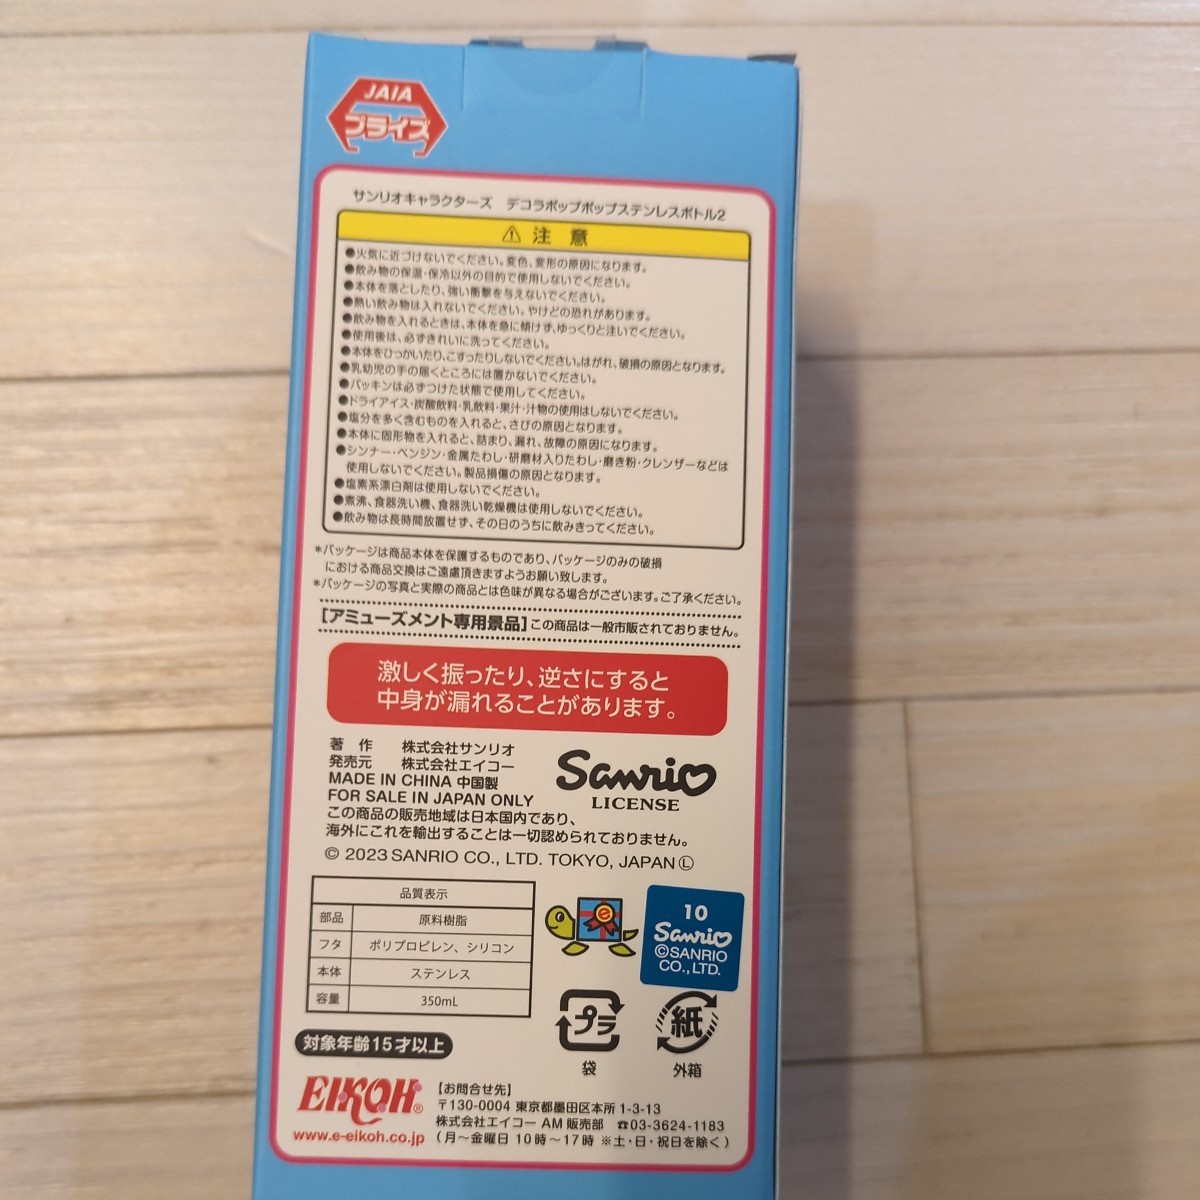 JAIA
プライズ
サンリオキャラクターズ　デコラポップポップステンレスボトル2
⚠ 注 意
●火気に近づけないでください。変色、変形の原因になります。
●飲み物の保温・保冷以外の目的で使用しないでください。
●本体を落としたり、強い衝撃を与えないでください。
●熱い飲み物は入れないでください。やけどの恐れがあります。
●飲み物を入れるときは、本体を急に傾けず、ゆっくりと注いでください。
●使用後は、必ずきれいに洗ってください。
●本体をひっかいたり、こすったりしないでください。はがれ、破損の原因となります。
●乳幼児の手の届くところには置かないでください。
●パッキンは必ずつけた状態で使用してください。
●ドライアイス・炭酸飲料・乳飲料・果汁・汁物の使用はしないでください。
●塩分を多く含むものを入れると、さびの原因となります。
●本体に固形物を入れると、詰まり、漏れ、故障の原因になります。
●シンナー・ベンジン・金属たわし・研磨材入りたわし・磨き粉・クレンザーなどは
使用しないでください。製品損傷の原因となります。
●塩素系漂白剤は使用しないでください。
●煮沸、食器洗い機、食器洗い乾燥機は使用しないでください。
●飲み物は長時間放置せず、その日のうちに飲みきってください。
*パッケージは商品本体を保護するものであり、パッケージのみの破損
における商品交換はご遠慮頂きますようお願い致します。
*パッケージの写真と実際の商品とは色味が異なる場合がございます。ご了承ください。
[アミューズメント専用景品]この商品は一般市販されておりません。
激しく振ったり、逆さにすると
中身が漏れることがあります。
著　作　株式会社サンリオ
発売元　株式会社エイコー
MADE IN CHINA 中国製
FOR SALE IN JAPAN ONLY
この商品の販売地域は日本国内であり、
海外にこれを輸出することは一切認められておりません。
© 2023 SANRIO CO., LTD. TOKYO, JAPAN Ⓛ
Sanrio
LICENSE
品質表示
部品　原料樹脂
フタ　ポリプロピレン、シリコン
本体　ステンレス
容量　350mL
e
10
Sanrio
©SANRIO
CO.,LTD.
プラ
袋
紙
外箱
対象年齢15才以上
EIKOH®
www.e-eikoh.co.jp
【お問合せ先】
〒130-0004 東京都墨田区本所1-3-13
株式会社エイコー AM販売部　☎03-3624-1183
(月～金曜日 10時～17時 ※土・日・祝日を除く)